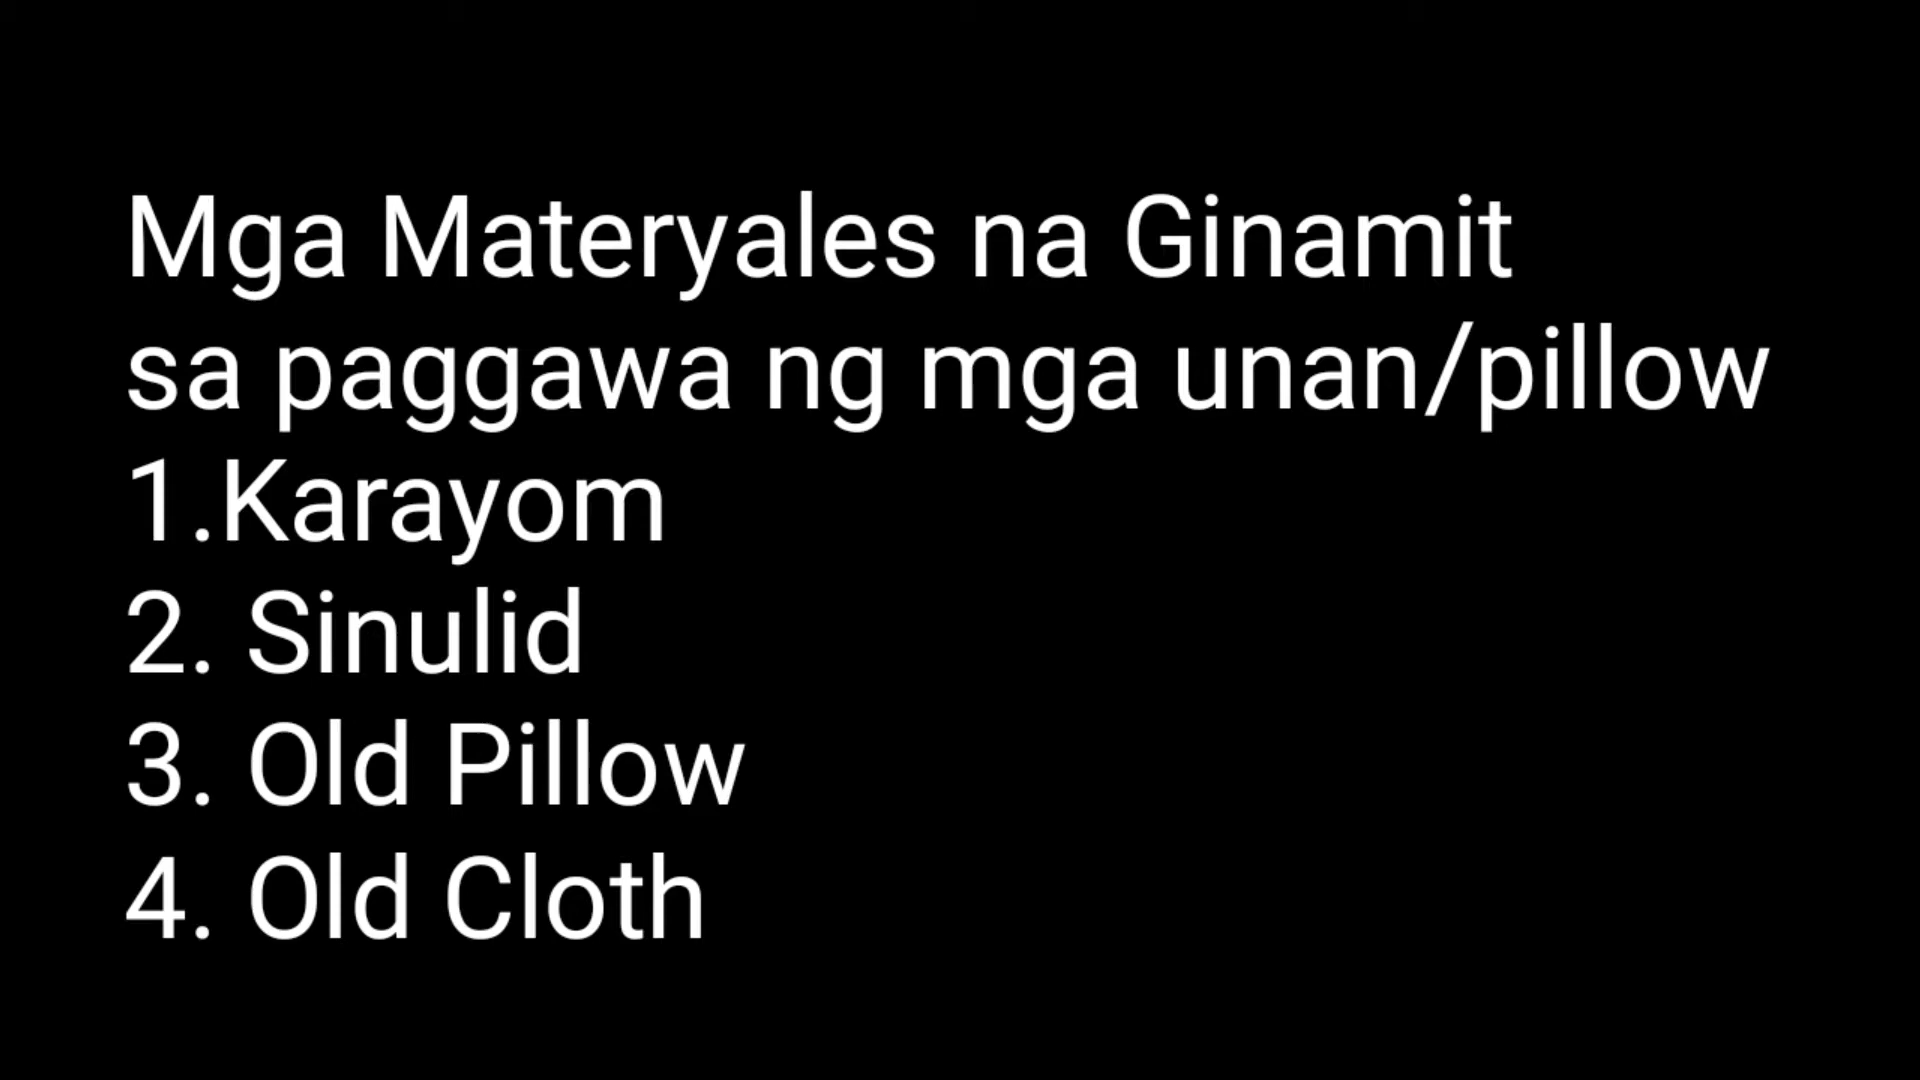 Mga Materyales na Ginamit
sa paggawa ng mga unan/pillow
1.Karayom
2. Sinulid
3. Old Pillow
4. Old Cloth